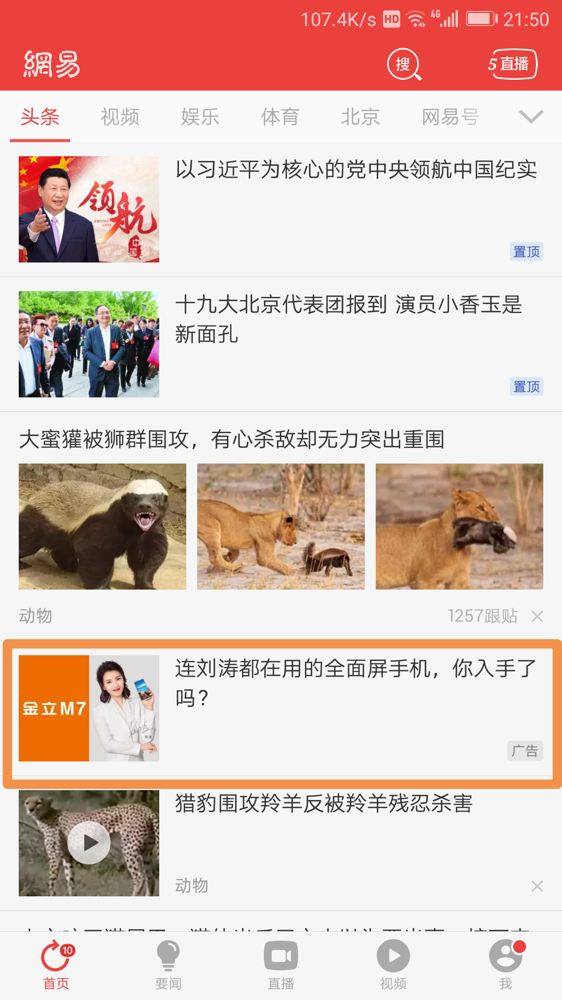 107.4K/s HD 4G 21:50
網易 搜 5直播
头条 视频 娱乐 体育 北京 网易号
以习近平为核心的党中央领航中国纪实
领航
ZHONG
GUO
中国
置顶
十九大北京代表团报到 演员小香玉是
新面孔
置顶
大蜜獾被狮群围攻，有心杀敌却无力突出重围
动物 1257跟贴
连刘涛都在用的全面屏手机，你入手了
吗？
金立M7
广告
猎豹围攻羚羊反被羚羊残忍杀害
动物
10
首页 要闻 直播 视频 我